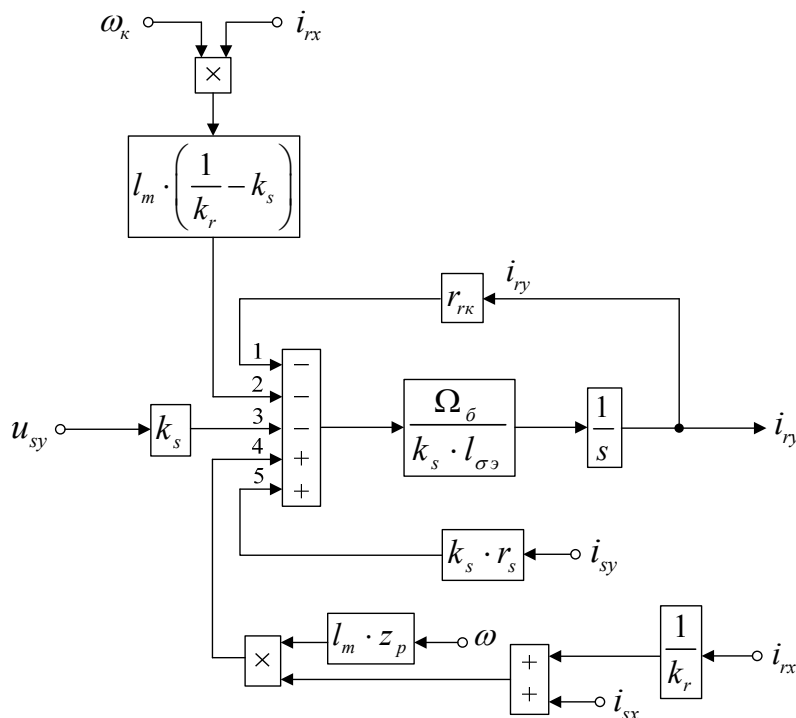 ω_к i_rx
×
l_m · (1/k_r − k_s)
i_ry
r_rк
1 −
2 −
3 −
4 +
5 +
u_sy
k_s
Ω_б / (k_s · l_σэ)
1/s
i_ry
k_s · r_s
i_sy
l_m · z_p
ω
×
+
+
1/k_r
i_rx
i_sx